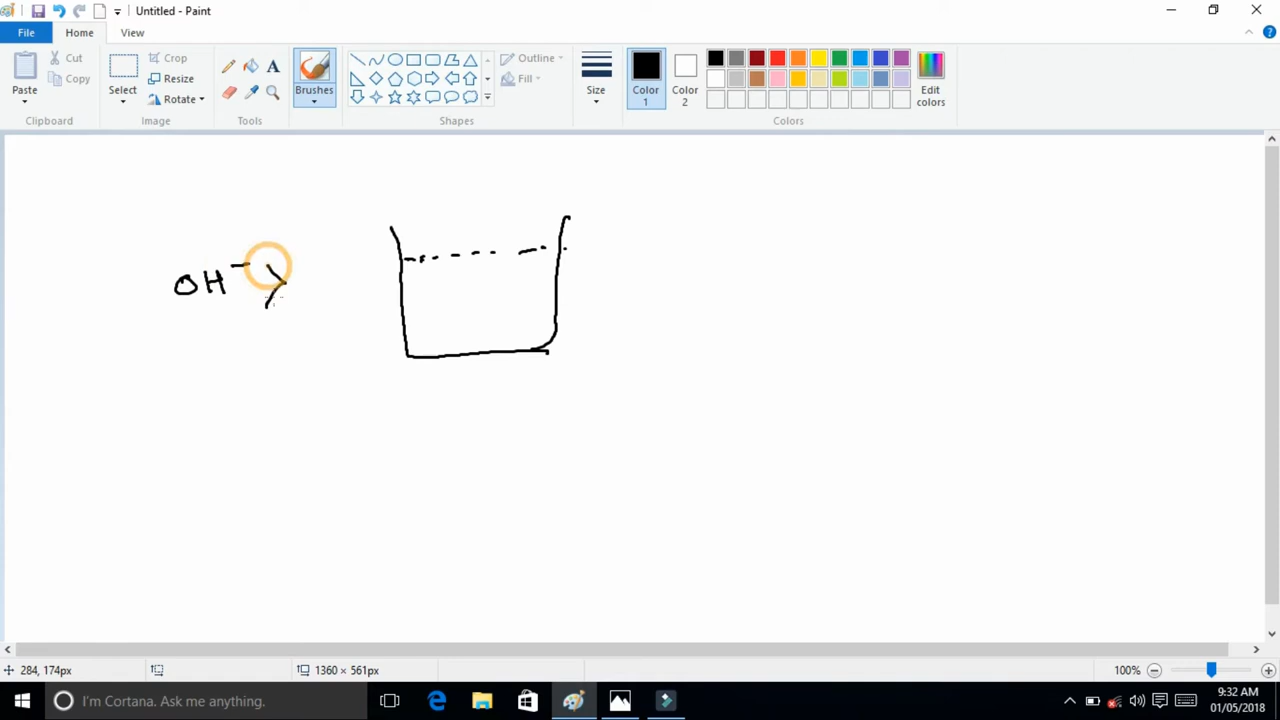 Untitled - Paint
File Home View
Paste
Cut
Copy
Clipboard
Select
Crop
Resize
Rotate
Image
Tools
Brushes
Outline
Fill
Shapes
Size
Color 1
Color 2
Edit colors
Colors
OH⁻ >
284, 174px
1360 × 561px
100%
I'm Cortana. Ask me anything.
9:32 AM
01/05/2018